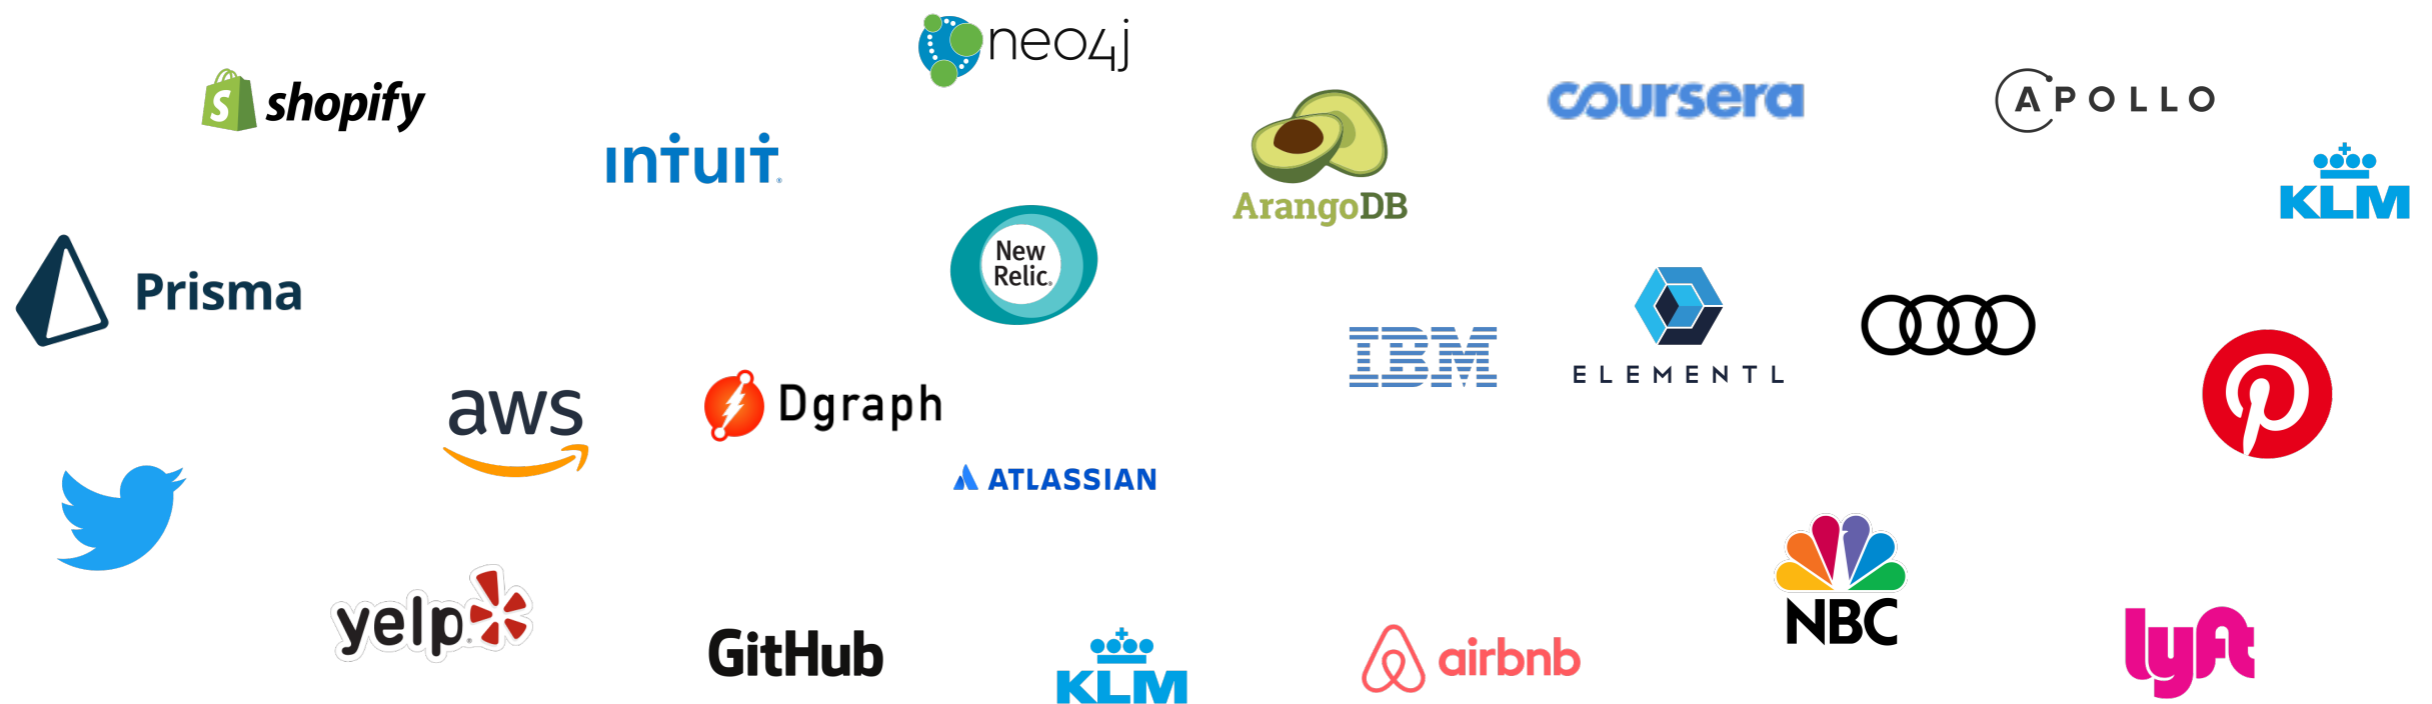 neo4j
shopify
coursera
APOLLO
intuit®
ArangoDB
KLM
New
Relic®
Prisma
IBM
ELEMENTL
aws
Dgraph
ATLASSIAN
yelp®
GitHub
NBC
airbnb
lyft
KLM